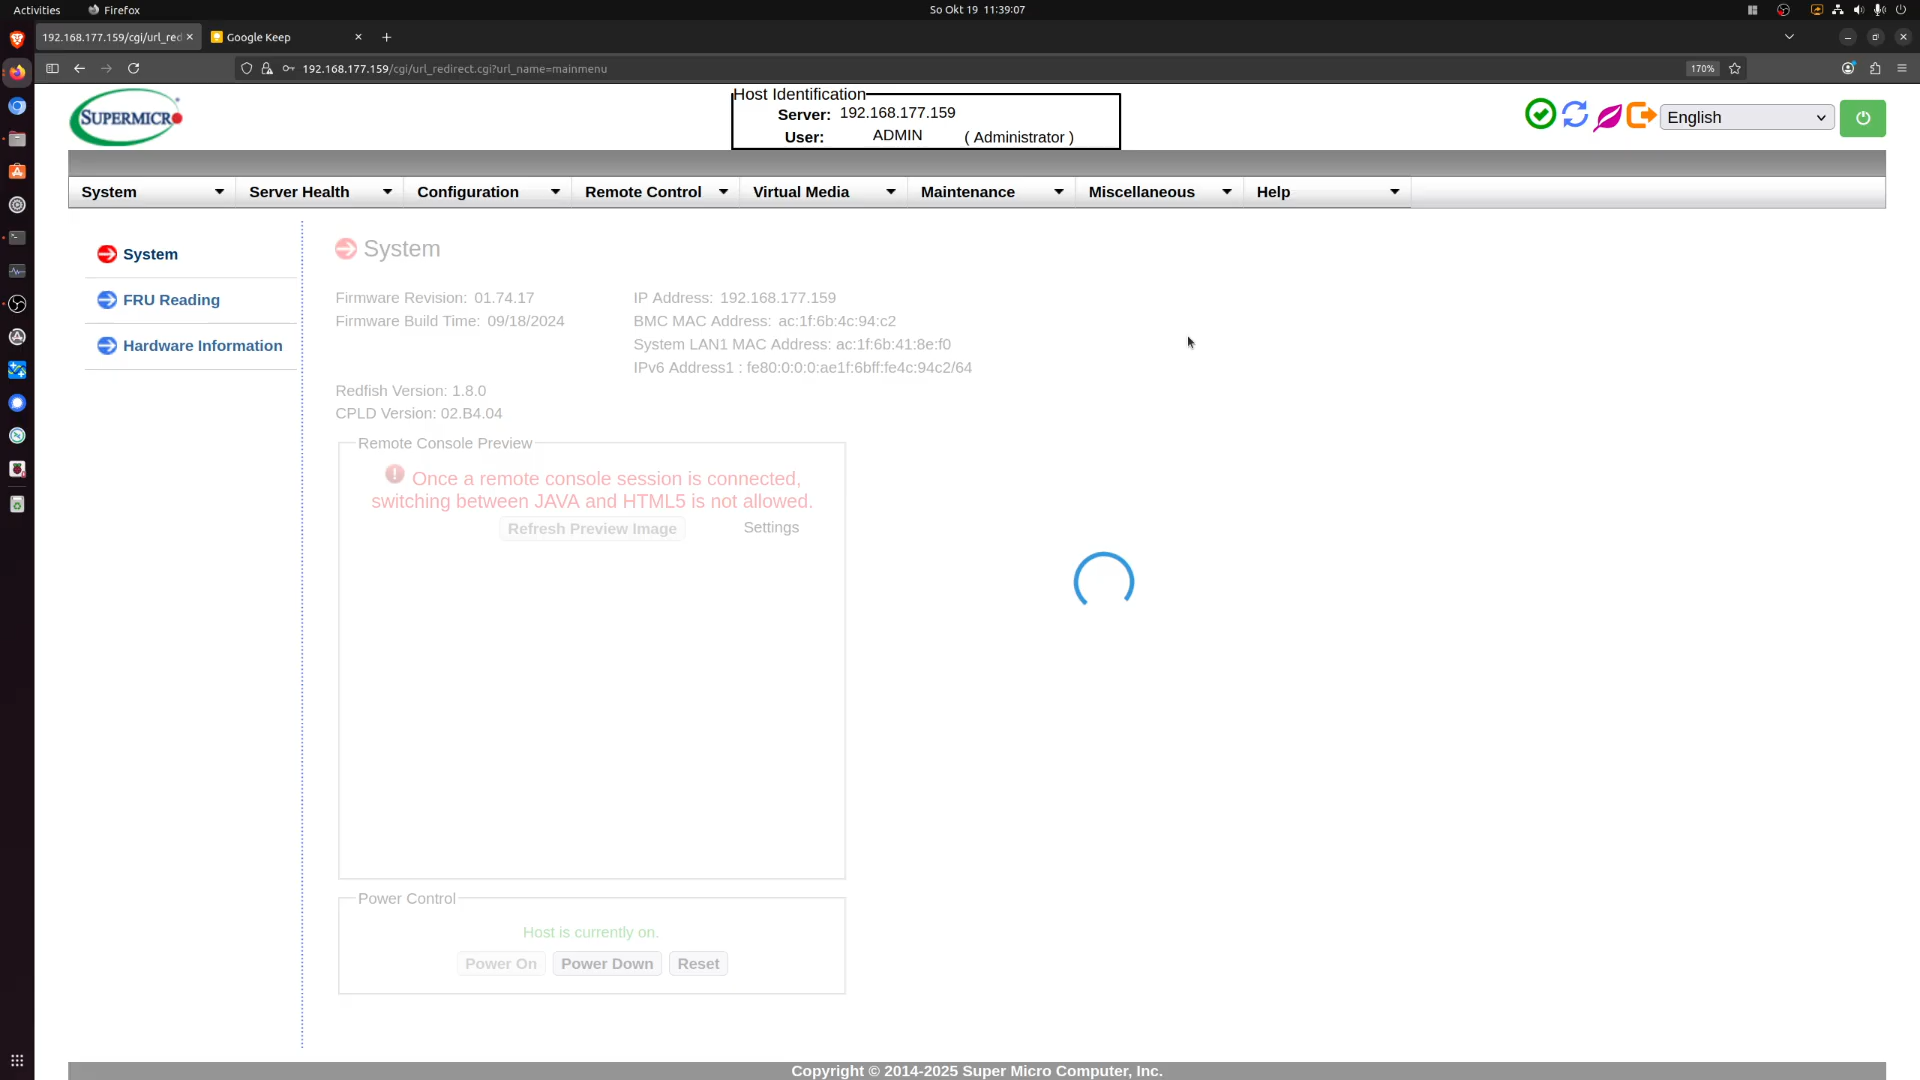 Activities
Firefox
So Okt 19 11:39:07
192.168.177.159/cgi/url_red
Google Keep
192.168.177.159/cgi/url_redirect.cgi?url_name=mainmenu
170%
SUPERMICRO
Host Identification
Server: 192.168.177.159
User: ADMIN ( Administrator )
English
System
Server Health
Configuration
Remote Control
Virtual Media
Maintenance
Miscellaneous
Help
System
FRU Reading
Hardware Information
System
Firmware Revision: 01.74.17
Firmware Build Time: 09/18/2024
IP Address: 192.168.177.159
BMC MAC Address: ac:1f:6b:4c:94:c2
System LAN1 MAC Address: ac:1f:6b:41:8e:f0
IPv6 Address1 : fe80:0:0:0:ae1f:6bff:fe4c:94c2/64
Redfish Version: 1.8.0
CPLD Version: 02.B4.04
Remote Console Preview
Once a remote console session is connected,
switching between JAVA and HTML5 is not allowed.
Refresh Preview Image
Settings
Power Control
Host is currently on.
Power On
Power Down
Reset
Copyright © 2014-2025 Super Micro Computer, Inc.